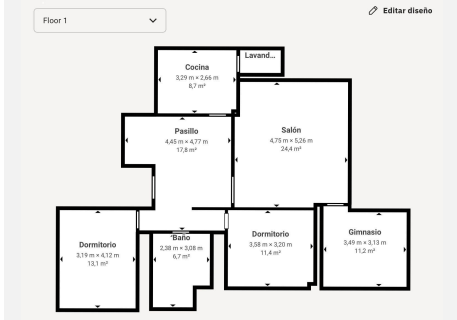 Floor 1
Editar diseño
Lavand...
Cocina
3,29 m × 2,66 m
8,7 m²
Pasillo
4,45 m × 4,77 m
17,8 m²
Salón
4,75 m × 5,26 m
24,4 m²
Dormitorio
3,19 m × 4,12 m
13,1 m²
Baño
2,38 m × 3,08 m
6,7 m²
Dormitorio
3,58 m × 3,20 m
11,4 m²
Gimnasio
3,49 m × 3,13 m
11,2 m²